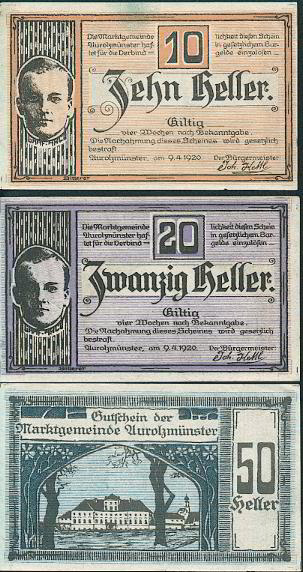 Die Marktgemeinde
Aurolzmünster haf-
tet für die Verbind-
10
lichkeit dieses Schein
in gesetzlichem Bar-
gelde einzulösen.
Zehn Heller.
Giltig
vier Wochen nach Bekanntgabe.
Die Nachahmung dieses Scheines wird gesetzlich
bestraft.
Aurolzmünster, am 9.4.1920
Der Bürgermeister
Die Marktgemeinde
Aurolzmünster haf-
tet für die Verbind-
20
lichkeit diesen Schein
in gesetzlichem Bar-
gelde einzulösen.
Zwanzig Heller.
Giltig
vier Wochen nach Bekanntgabe.
Die Nachahmung dieses Scheines wird gesetzlich
bestraft.
Aurolzmünster, am 9.4.1920
Der Bürgermeister
Gutschein der
Marktgemeinde Aurolzmünster
50
Heller